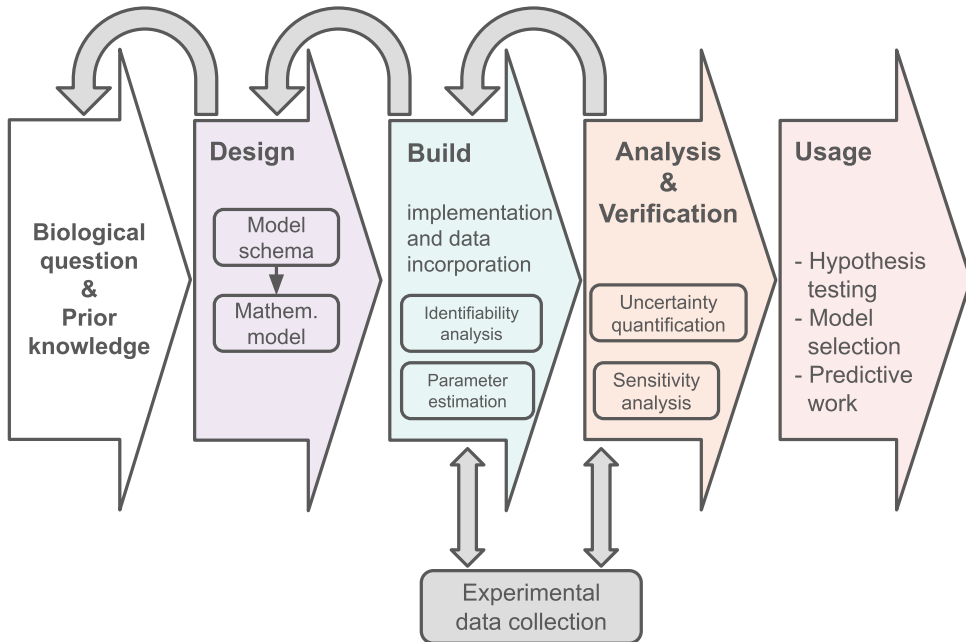 Biological
question
&
Prior
knowledge
Design
Model
schema
Mathem.
model
Build
implementation
and data
incorporation
Identifiability
analysis
Parameter
estimation
Analysis
&
Verification
Uncertainty
quantification
Sensitivity
analysis
Usage
- Hypothesis
testing
- Model
selection
- Predictive
work
Experimental
data collection